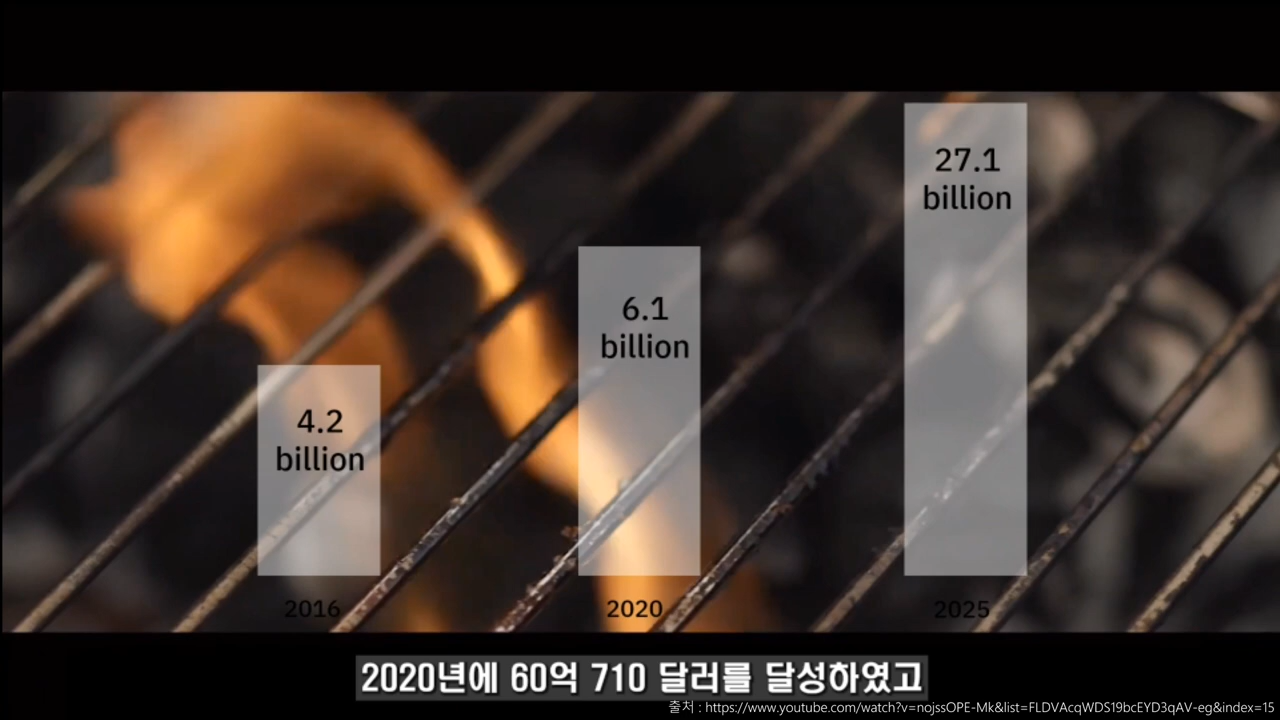 27.1
billion
6.1
billion
4.2
billion
2016 2020 2025
2020년에 60억 710 달러를 달성하였고
출처 : https://www.youtube.com/watch?v=nojssOPE-Mk&list=FLDVAcqWDS19bcEYD3qAV-eg&index=15